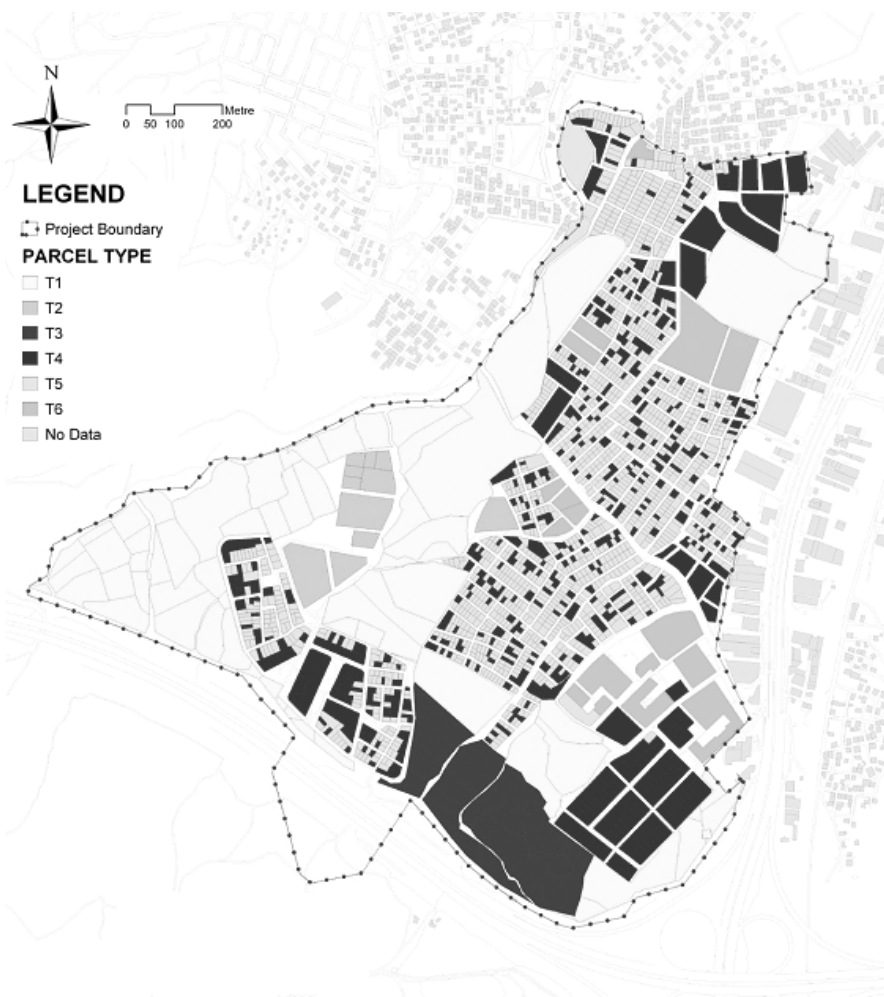 N
Metre
0 50 100 200
LEGEND
Project Boundary
PARCEL TYPE
T1
T2
T3
T4
T5
T6
No Data